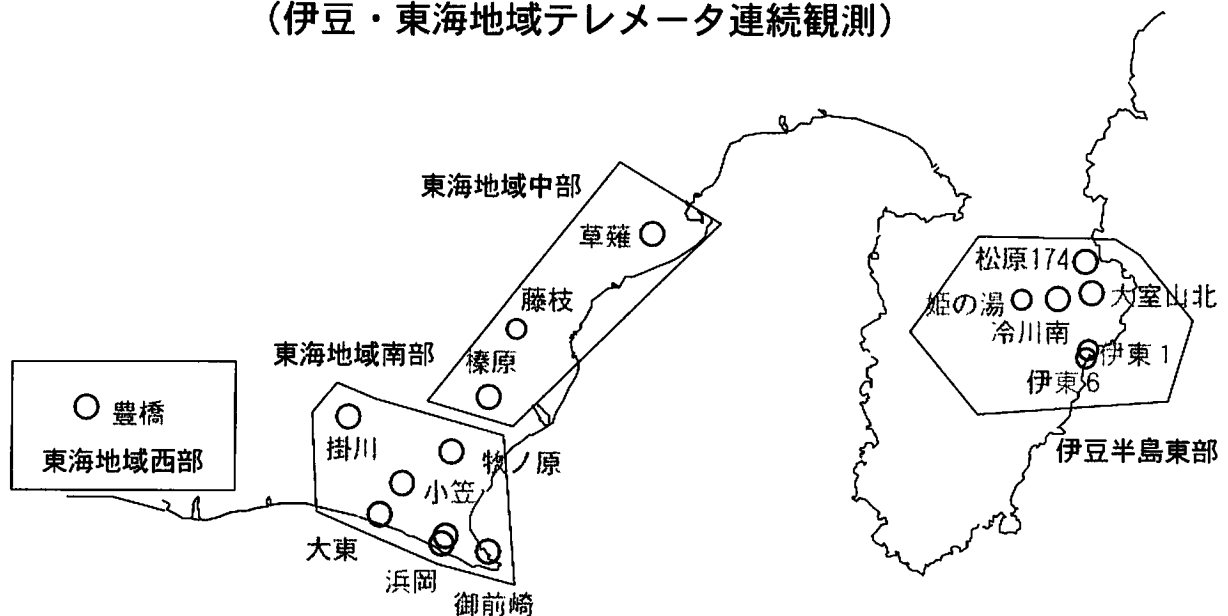 (伊豆・東海地域テレメータ連続観測)
東海地域中部
草薙
藤枝
榛原
東海地域南部
掛川
牧ノ原
小笠
大東
浜岡
御前崎
豊橋
東海地域西部
松原174
姫の湯
大室山北
冷川南
伊東1
伊東6
伊豆半島東部